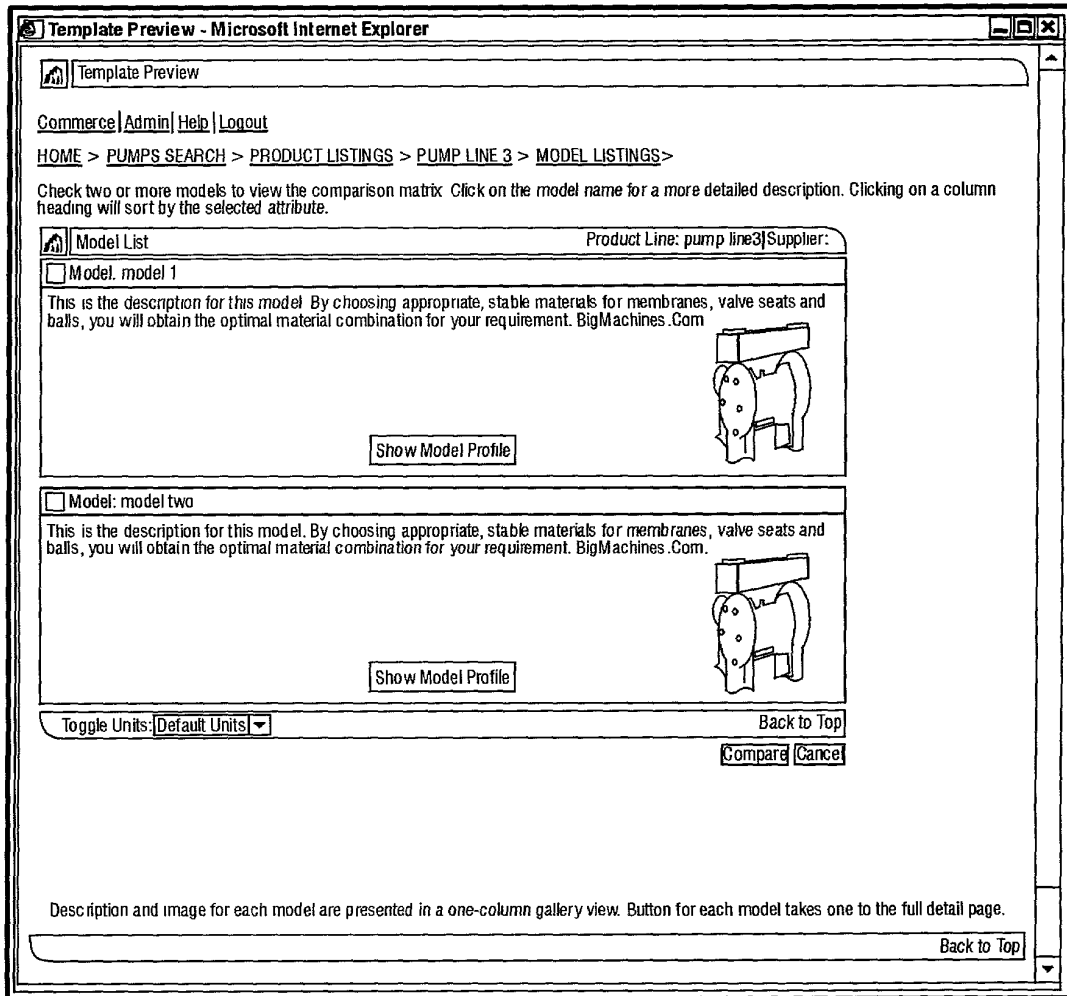 Template Preview - Microsoft Internet Explorer
Template Preview
Commerce | Admin | Help | Logout
HOME > PUMPS SEARCH > PRODUCT LISTINGS > PUMP LINE 3 > MODEL LISTINGS>
Check two or more models to view the comparison matrix Click on the model name for a more detailed description. Clicking on a column
heading will sort by the selected attribute.
Model List Product Line: pump line3|Supplier:
Model. model 1
This is the description for this model By choosing appropriate, stable materials for membranes, valve seats and
balls, you will obtain the optimal material combination for your requirement. BigMachines.Com
Show Model Profile
Model: model two
This is the description for this model. By choosing appropriate, stable materials for membranes, valve seats and
balls, you will obtain the optimal material combination for your requirement. BigMachines.Com.
Show Model Profile
Toggle Units: Default Units Back to Top
Compare Cancel
Description and image for each model are presented in a one-column gallery view. Button for each model takes one to the full detail page.
Back to Top